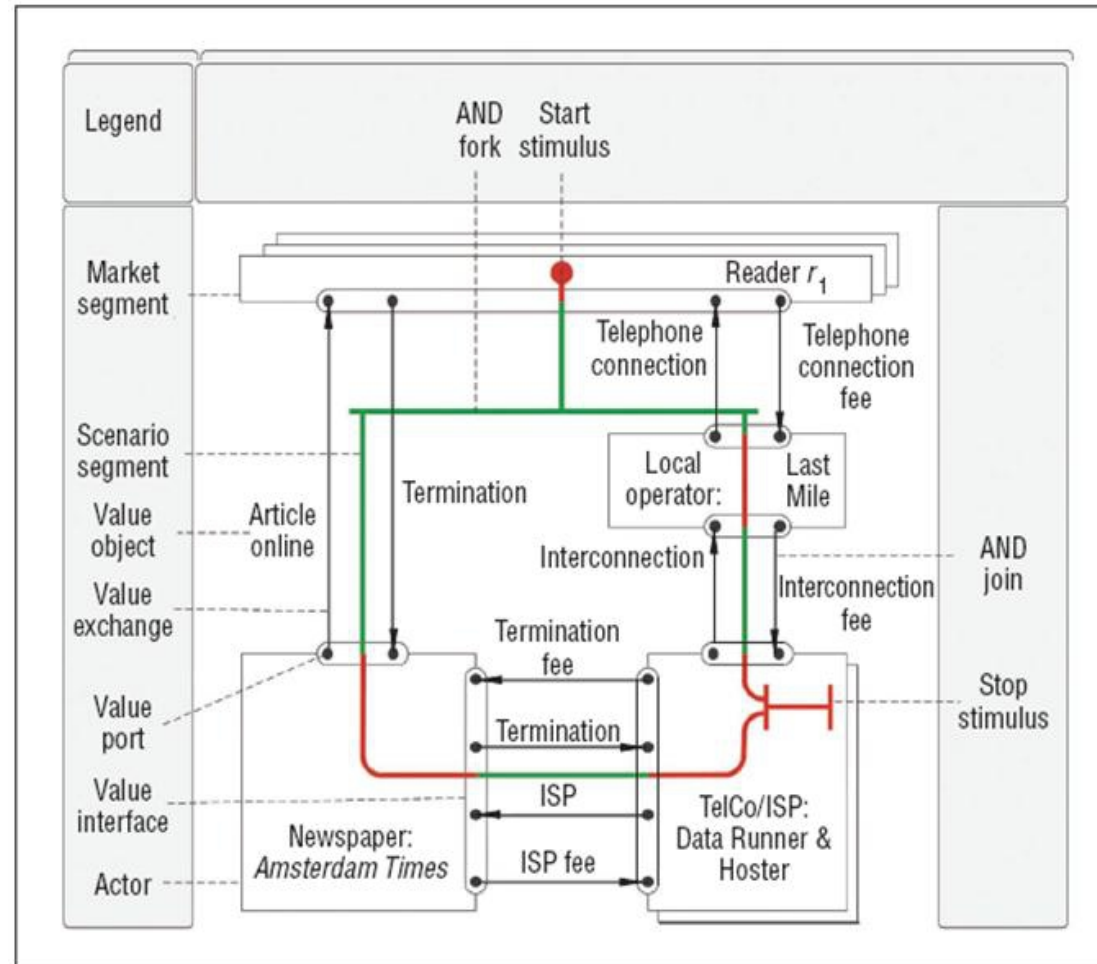 Legend
AND
fork
Start
stimulus
Market
segment
Reader r1
Telephone
connection
Telephone
connection
fee
Scenario
segment
Local
operator:
Last
Mile
Termination
Value
object
Article
online
Interconnection
AND
join
Value
exchange
Interconnection
fee
Termination
fee
Value
port
Stop
stimulus
Termination
Value
interface
ISP
TelCo/ISP:
Data Runner &
Hoster
Newspaper:
Amsterdam Times
ISP fee
Actor